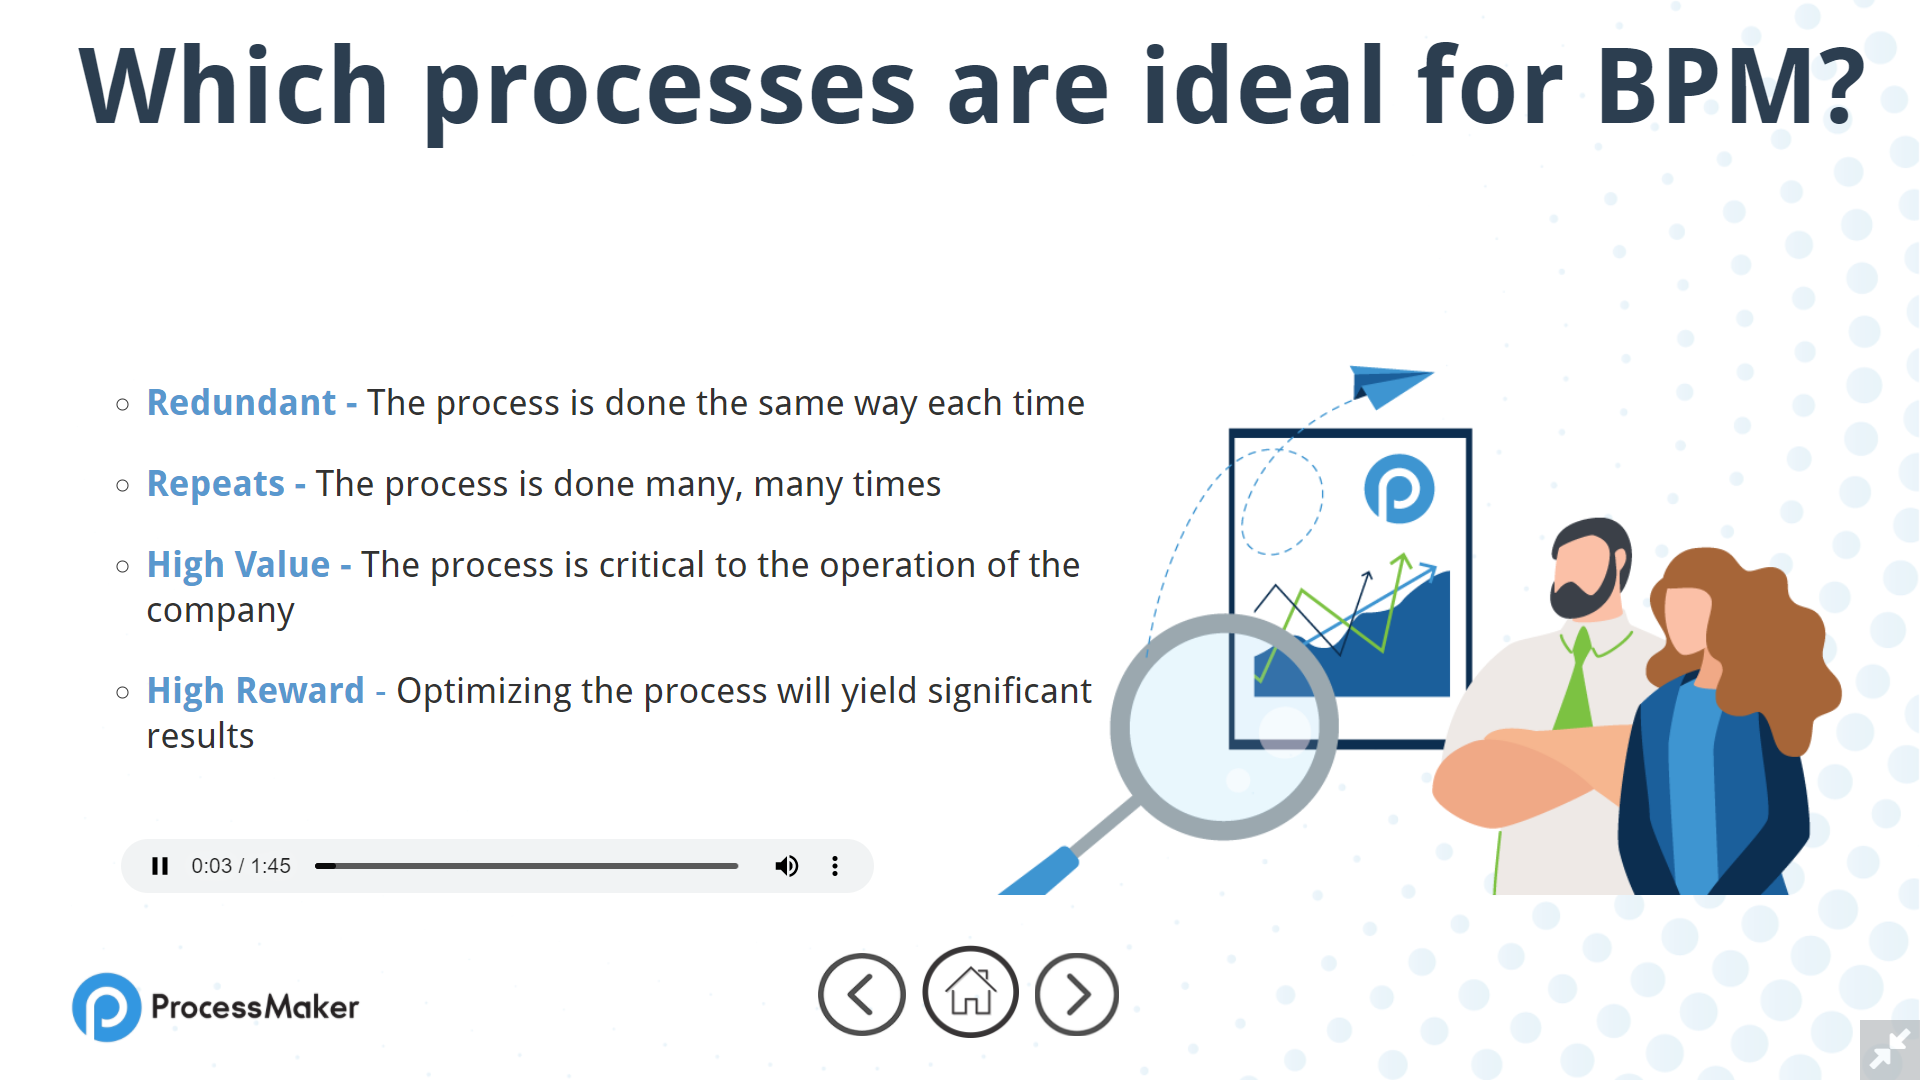 Which processes are ideal for BPM?
Redundant - The process is done the same way each time
Repeats - The process is done many, many times
High Value - The process is critical to the operation of the
company
High Reward - Optimizing the process will yield significant
results
0:03 / 1:45
ProcessMaker